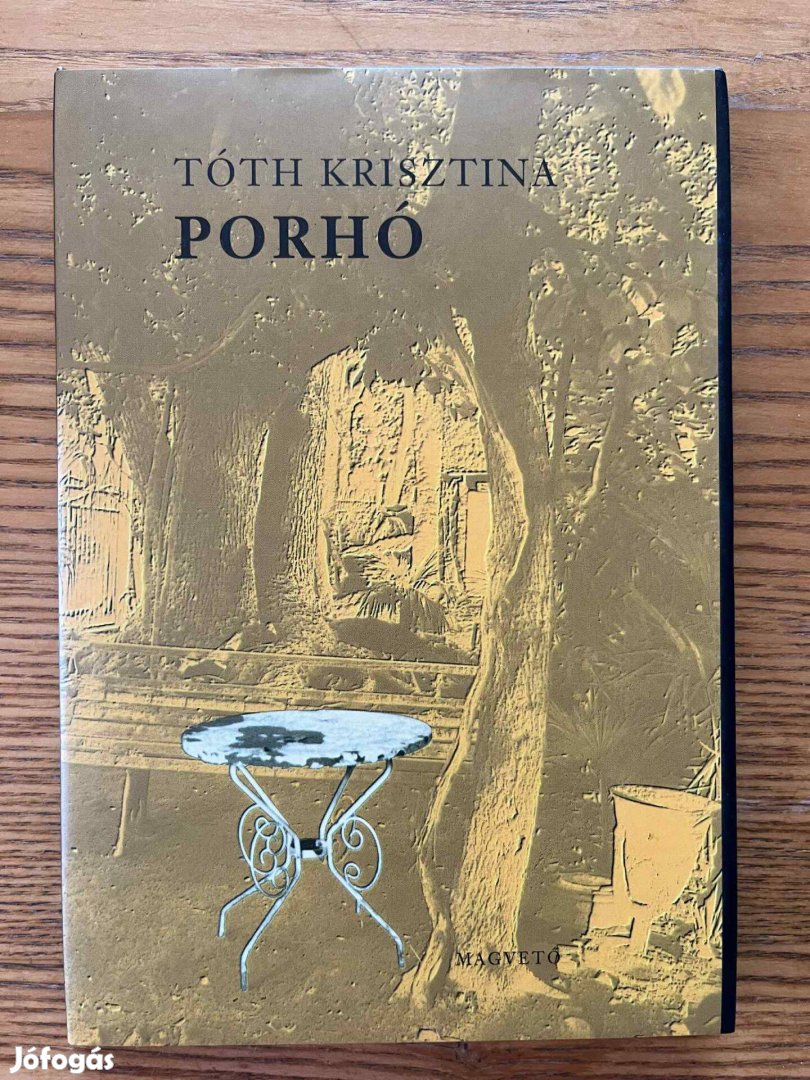 TÓTH KRISZTINA
PORHÓ
MAGVETŐ
Jófogás